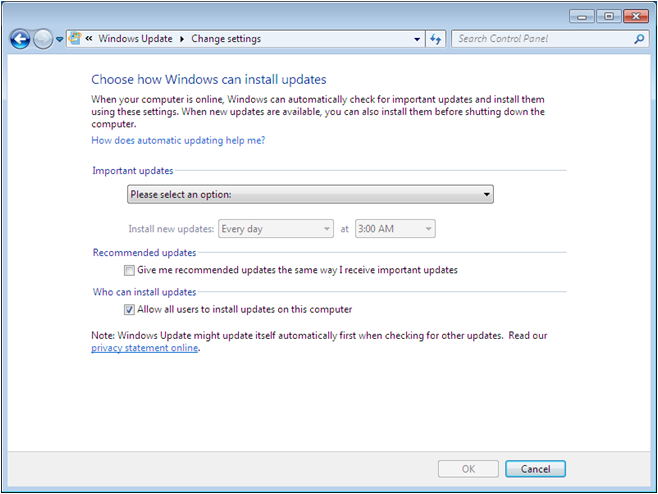 « Windows Update ▸ Change settings
Search Control Panel
Choose how Windows can install updates
When your computer is online, Windows can automatically check for important updates and install them
using these settings. When new updates are available, you can also install them before shutting down the
computer.
How does automatic updating help me?
Important updates
Please select an option:
Install new updates: Every day at 3:00 AM
Recommended updates
Give me recommended updates the same way I receive important updates
Who can install updates
Allow all users to install updates on this computer
Note: Windows Update might update itself automatically first when checking for other updates. Read our
privacy statement online.
OK Cancel